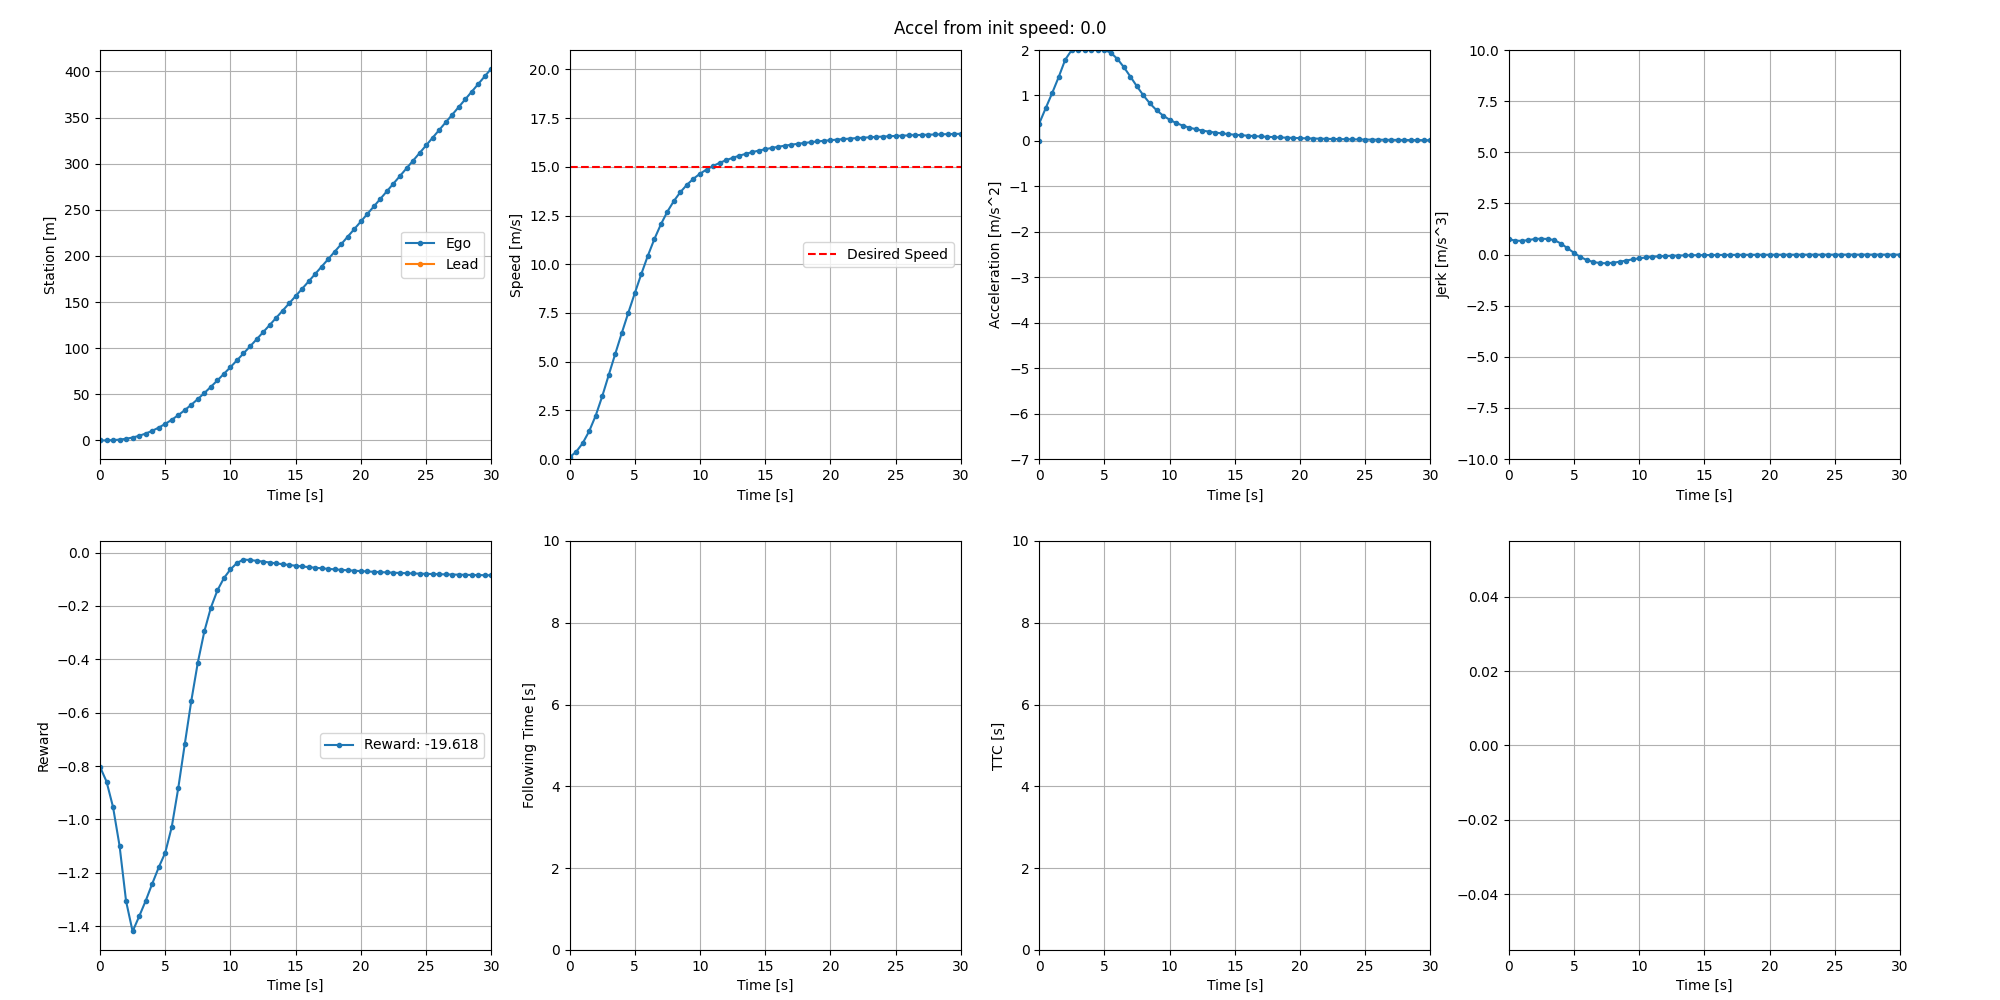 Accel from init speed: 0.0
400
350
300
250
200
150
100
50
0
Station [m]
Ego
Lead
0 5 10 15 20 25 30
Time [s]
20.0
17.5
15.0
12.5
10.0
7.5
5.0
2.5
0.0
Speed [m/s]
Desired Speed
0 5 10 15 20 25 30
Time [s]
2
1
0
−1
−2
−3
−4
−5
−6
−7
Acceleration [m/s^2]
0 5 10 15 20 25 30
Time [s]
10.0
7.5
5.0
2.5
0.0
−2.5
−5.0
−7.5
−10.0
Jerk [m/s^3]
0 5 10 15 20 25 30
Time [s]
0.0
−0.2
−0.4
−0.6
−0.8
−1.0
−1.2
−1.4
Reward
Reward: -19.618
0 5 10 15 20 25 30
Time [s]
10
8
6
4
2
0
Following Time [s]
0 5 10 15 20 25 30
Time [s]
10
8
6
4
2
0
TTC [s]
0 5 10 15 20 25 30
Time [s]
0.04
0.02
0.00
−0.02
−0.04
0 5 10 15 20 25 30
Time [s]